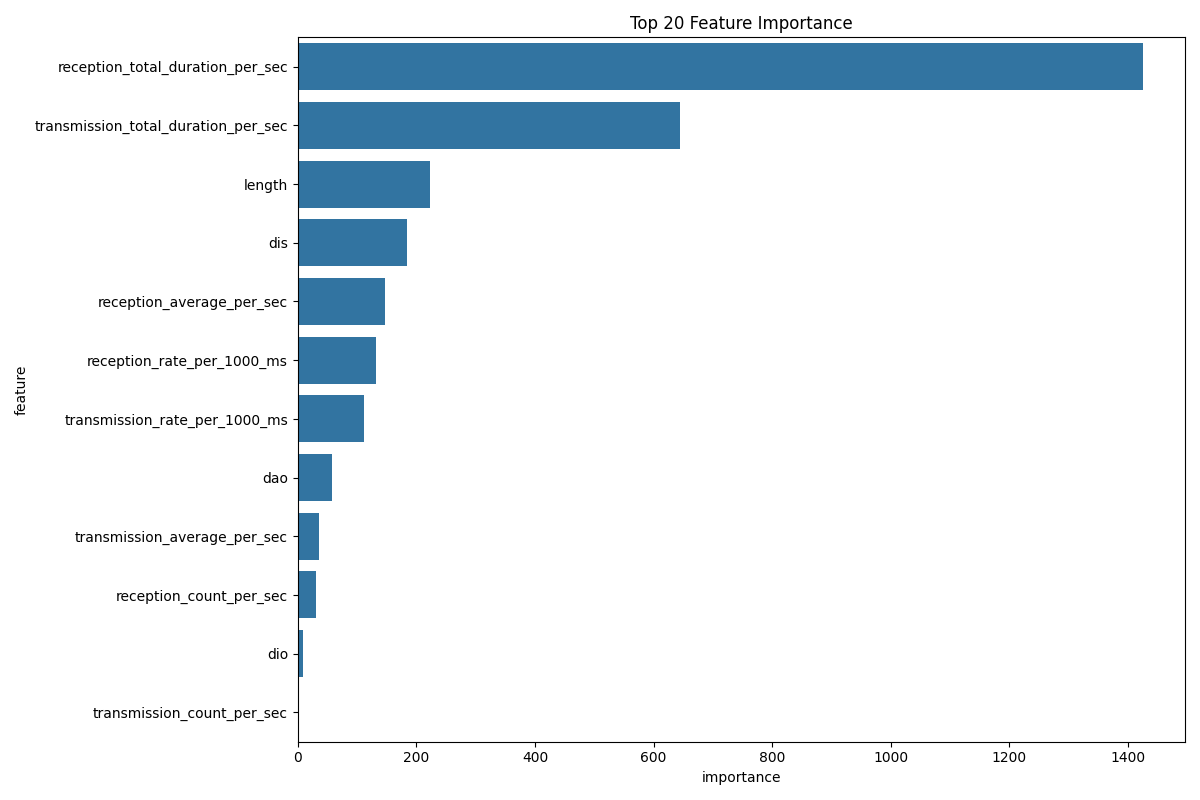 Top 20 Feature Importance
feature
reception_total_duration_per_sec
transmission_total_duration_per_sec
length
dis
reception_average_per_sec
reception_rate_per_1000_ms
transmission_rate_per_1000_ms
dao
transmission_average_per_sec
reception_count_per_sec
dio
transmission_count_per_sec
0 200 400 600 800 1000 1200 1400
importance